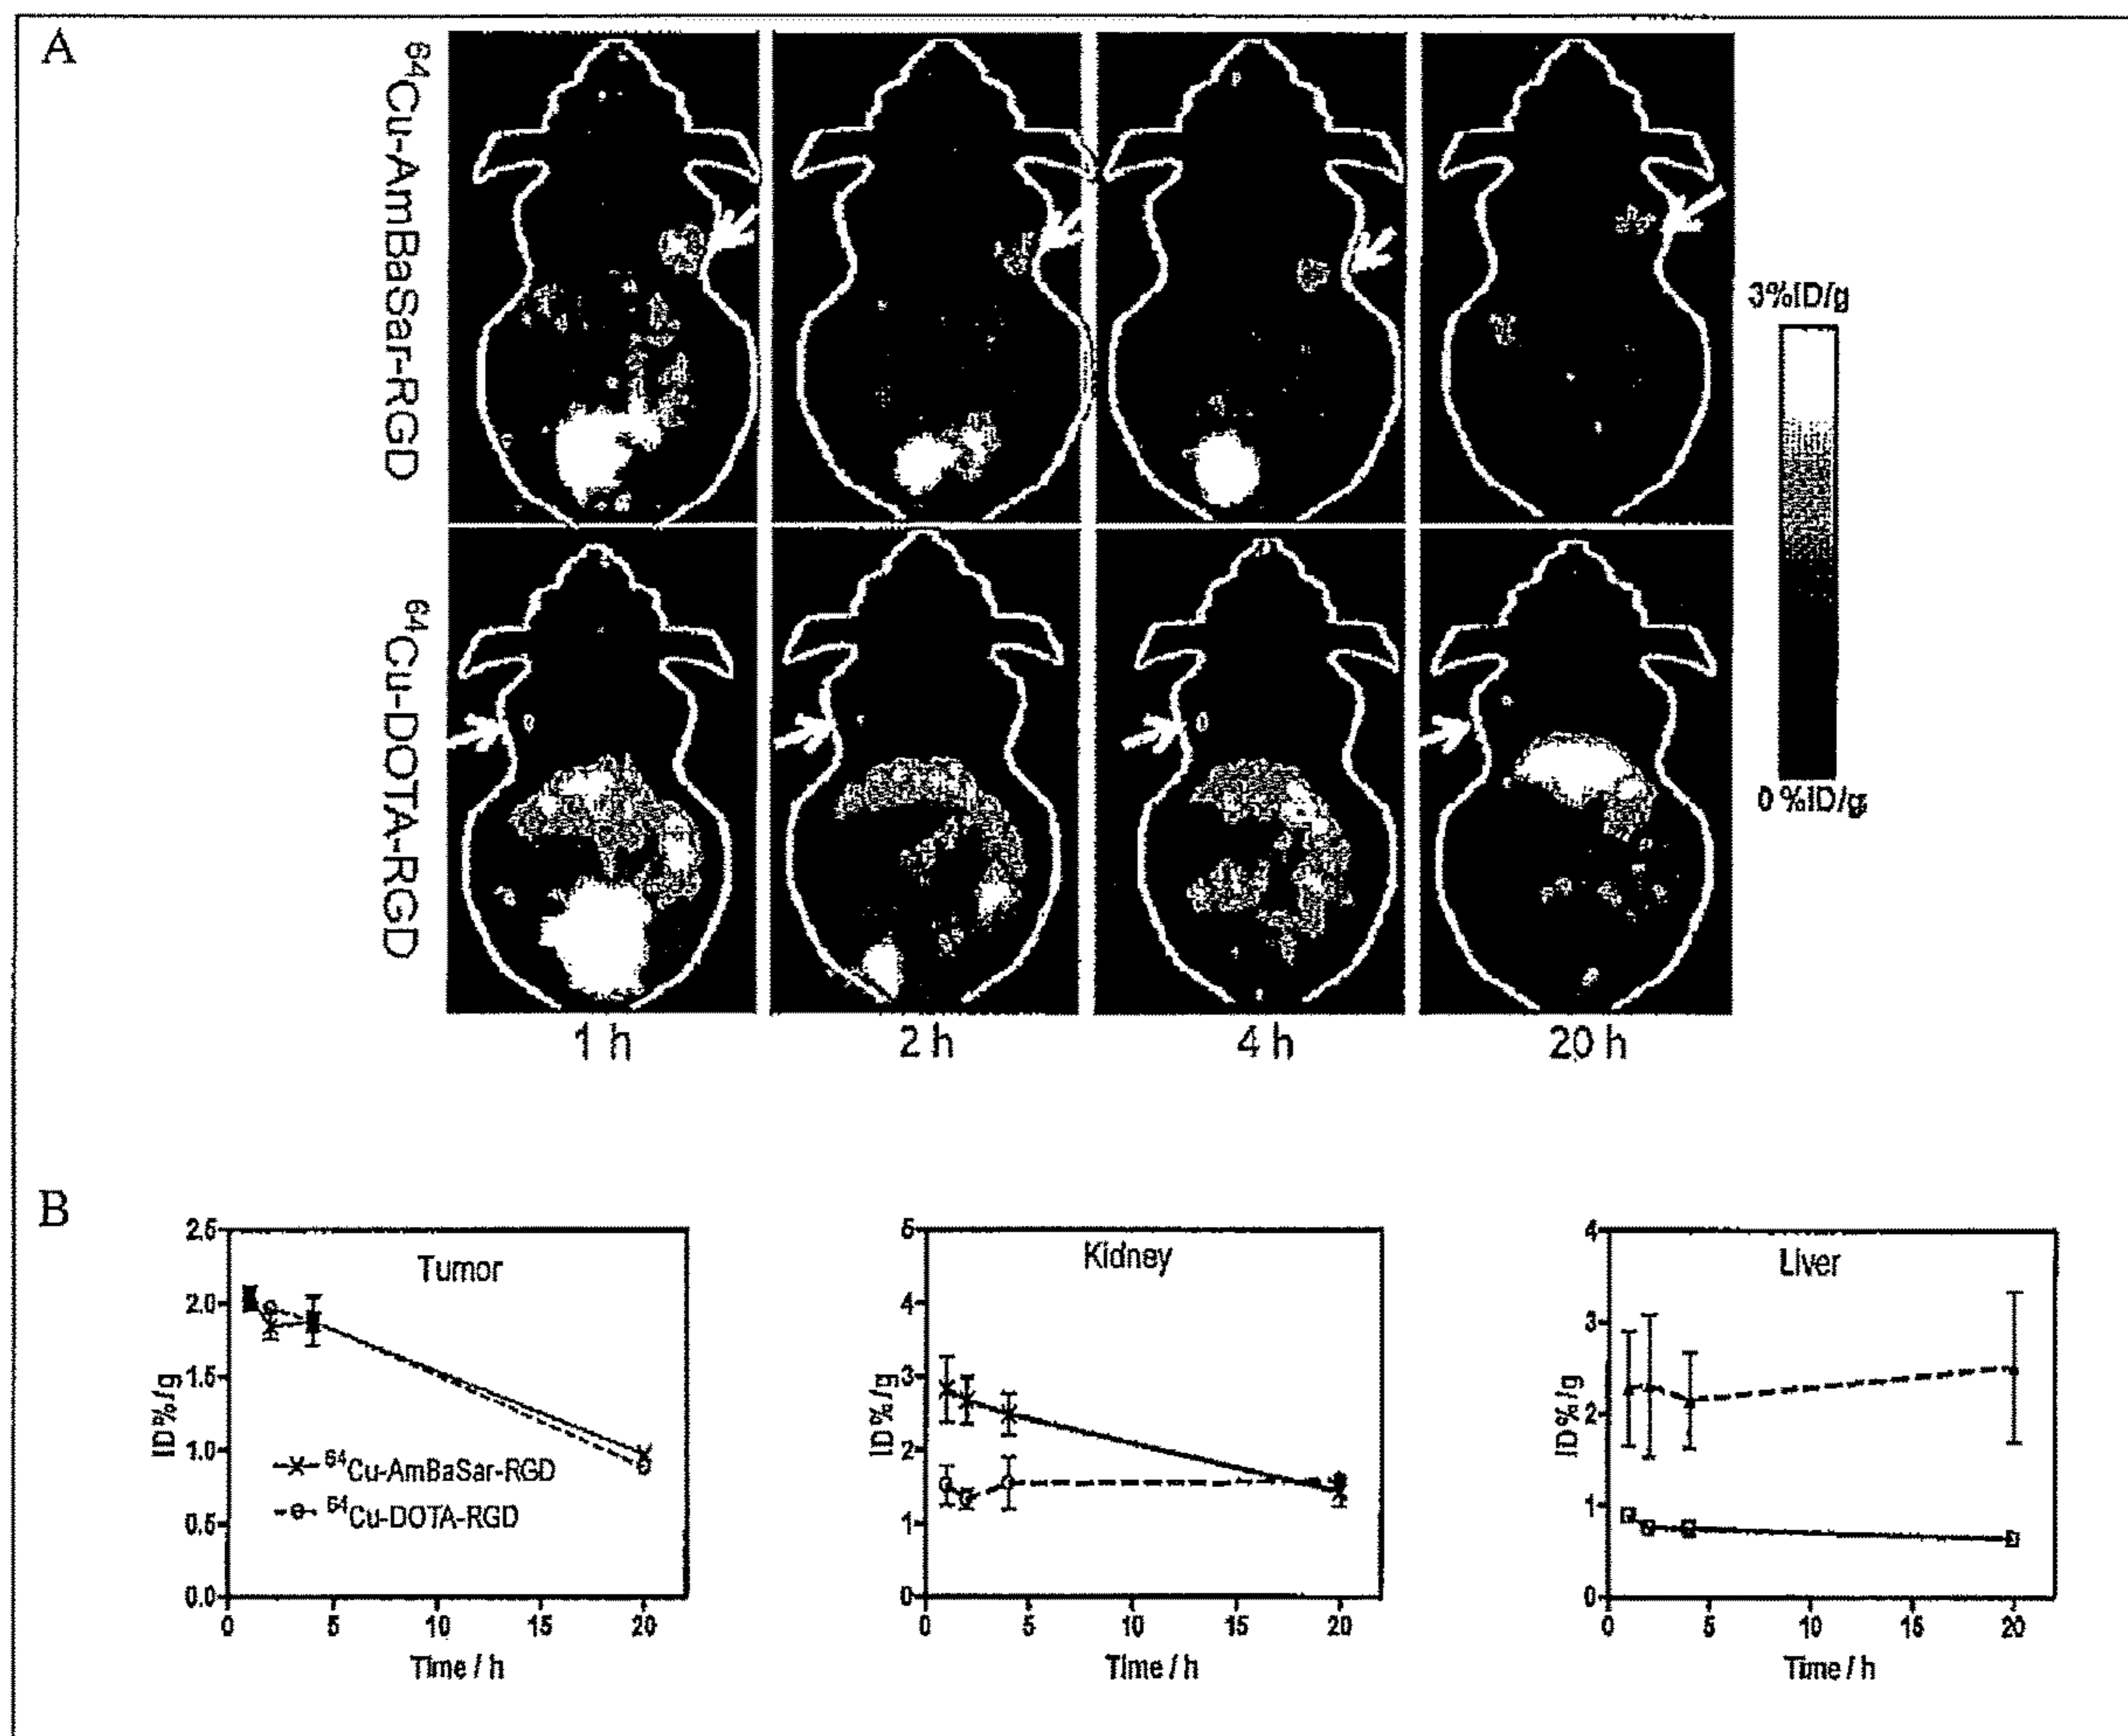 A
64Cu-AmBaSar-RGD
64Cu-DOTA-RGD
3%ID/g
0 %ID/g
1 h
2 h
4 h
20 h
B
Tumor
ID%/g
2.5
2.0
1.5
1.0
0.5
0.0
64Cu-AmBaSar-RGD
64Cu-DOTA-RGD
0 5 10 15 20
Time / h
Kidney
ID%/g
5
4
3
2
1
0
0 5 10 15 20
Time / h
Liver
ID%/g
4
3
2
1
0
0 5 10 15 20
Time / h